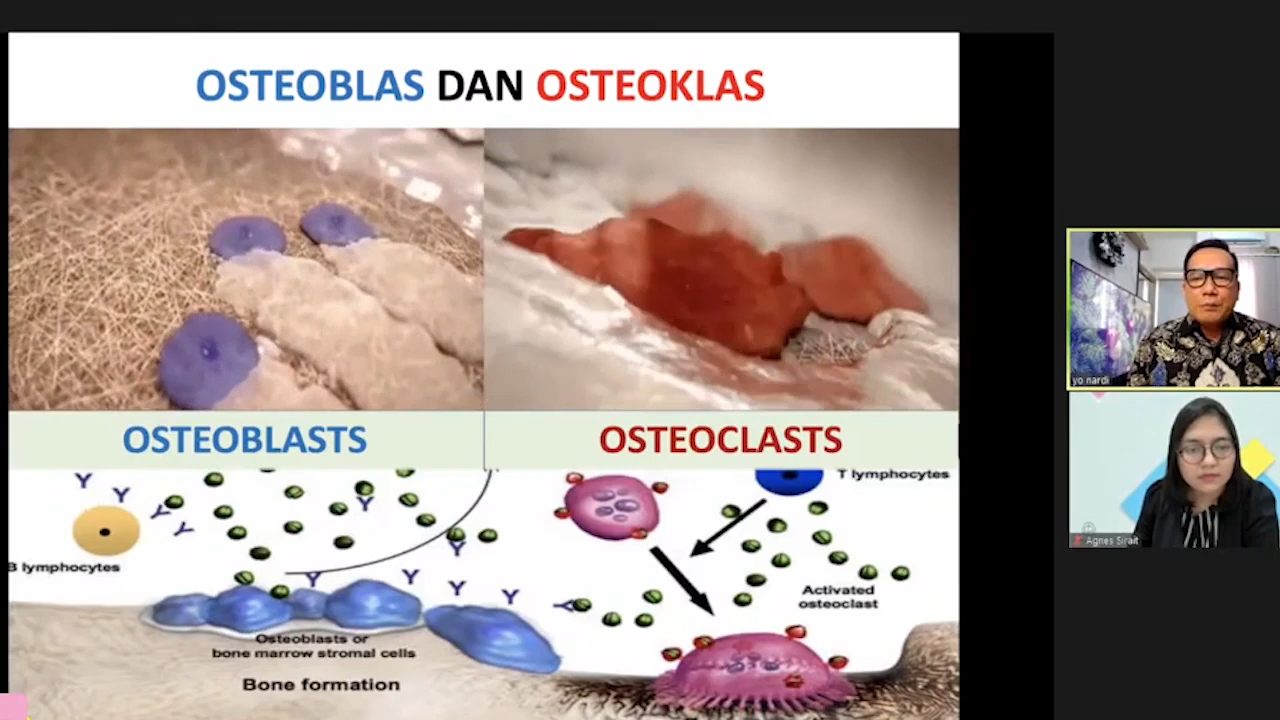 OSTEOBLAS DAN OSTEOKLAS
OSTEOBLASTS
OSTEOCLASTS
T lymphocytes
B lymphocytes
Activated
osteoclast
Osteoblasts or
bone marrow stromal cells
Bone formation
yo nardi
Agnes Sirait